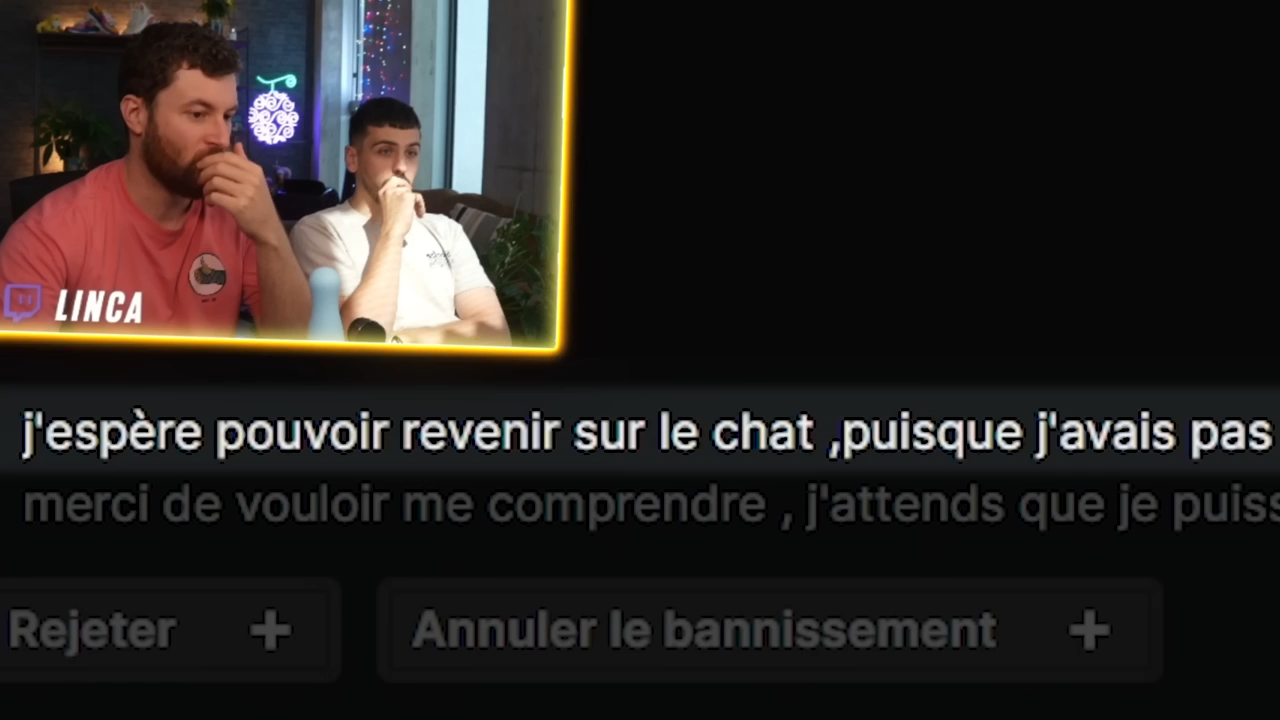 LINCA
j'espère pouvoir revenir sur le chat ,puisque j'avais pas
merci de vouloir me comprendre , j'attends que je puiss
Rejeter +
Annuler le bannissement +